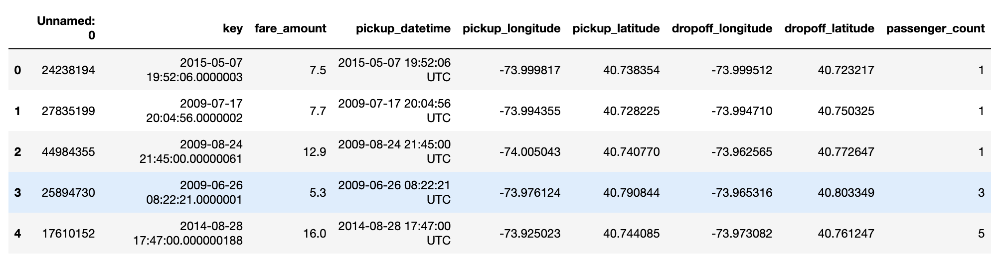 Unnamed: 0 key fare_amount pickup_datetime pickup_longitude pickup_latitude dropoff_longitude dropoff_latitude passenger_count
0 24238194 2015-05-07 19:52:06.0000003 7.5 2015-05-07 19:52:06 UTC -73.999817 40.738354 -73.999512 40.723217 1
1 27835199 2009-07-17 20:04:56.0000002 7.7 2009-07-17 20:04:56 UTC -73.994355 40.728225 -73.994710 40.750325 1
2 44984355 2009-08-24 21:45:00.00000061 12.9 2009-08-24 21:45:00 UTC -74.005043 40.740770 -73.962565 40.772647 1
3 25894730 2009-06-26 08:22:21.0000001 5.3 2009-06-26 08:22:21 UTC -73.976124 40.790844 -73.965316 40.803349 3
4 17610152 2014-08-28 17:47:00.000000188 16.0 2014-08-28 17:47:00 UTC -73.925023 40.744085 -73.973082 40.761247 5